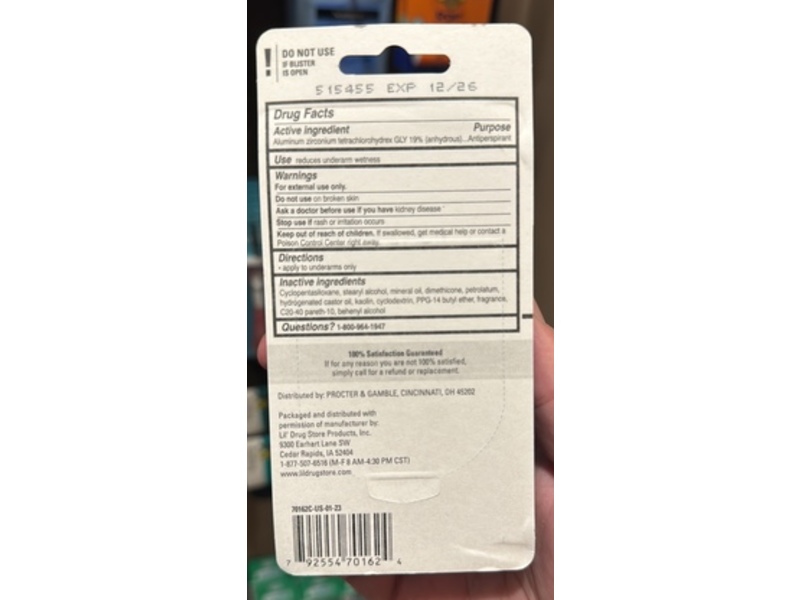 ! DO NOT USE
IF BLISTER
IS OPEN
515455 EXP 12/26
Drug Facts
Active ingredient Purpose
Aluminum zirconium tetrachlorohydrex GLY 19% (anhydrous)...Antiperspirant
Use reduces underarm wetness
Warnings
For external use only.
Do not use on broken skin
Ask a doctor before use if you have kidney disease
Stop use if rash or irritation occurs
Keep out of reach of children. If swallowed, get medical help or contact a
Poison Control Center right away.
Directions
• apply to underarms only
Inactive ingredients
Cyclopentasiloxane, stearyl alcohol, mineral oil, dimethicone, petrolatum,
hydrogenated castor oil, kaolin, cyclodextrin, PPG-14 butyl ether, fragrance,
C20-40 pareth-10, behenyl alcohol
Questions? 1-800-964-1947
100% Satisfaction Guaranteed
If for any reason you are not 100% satisfied,
simply call for a refund or replacement.
Distributed by: PROCTER & GAMBLE, CINCINNATI, OH 45202
Packaged and distributed with
permission of manufacturer by:
Lil' Drug Store Products, Inc.
9300 Earhart Lane SW
Cedar Rapids, IA 52404
1-877-507-6516 (M-F 8 AM-4:30 PM CST)
www.lildrugstore.com
70162C-US-01-23
7 92554 70162 4